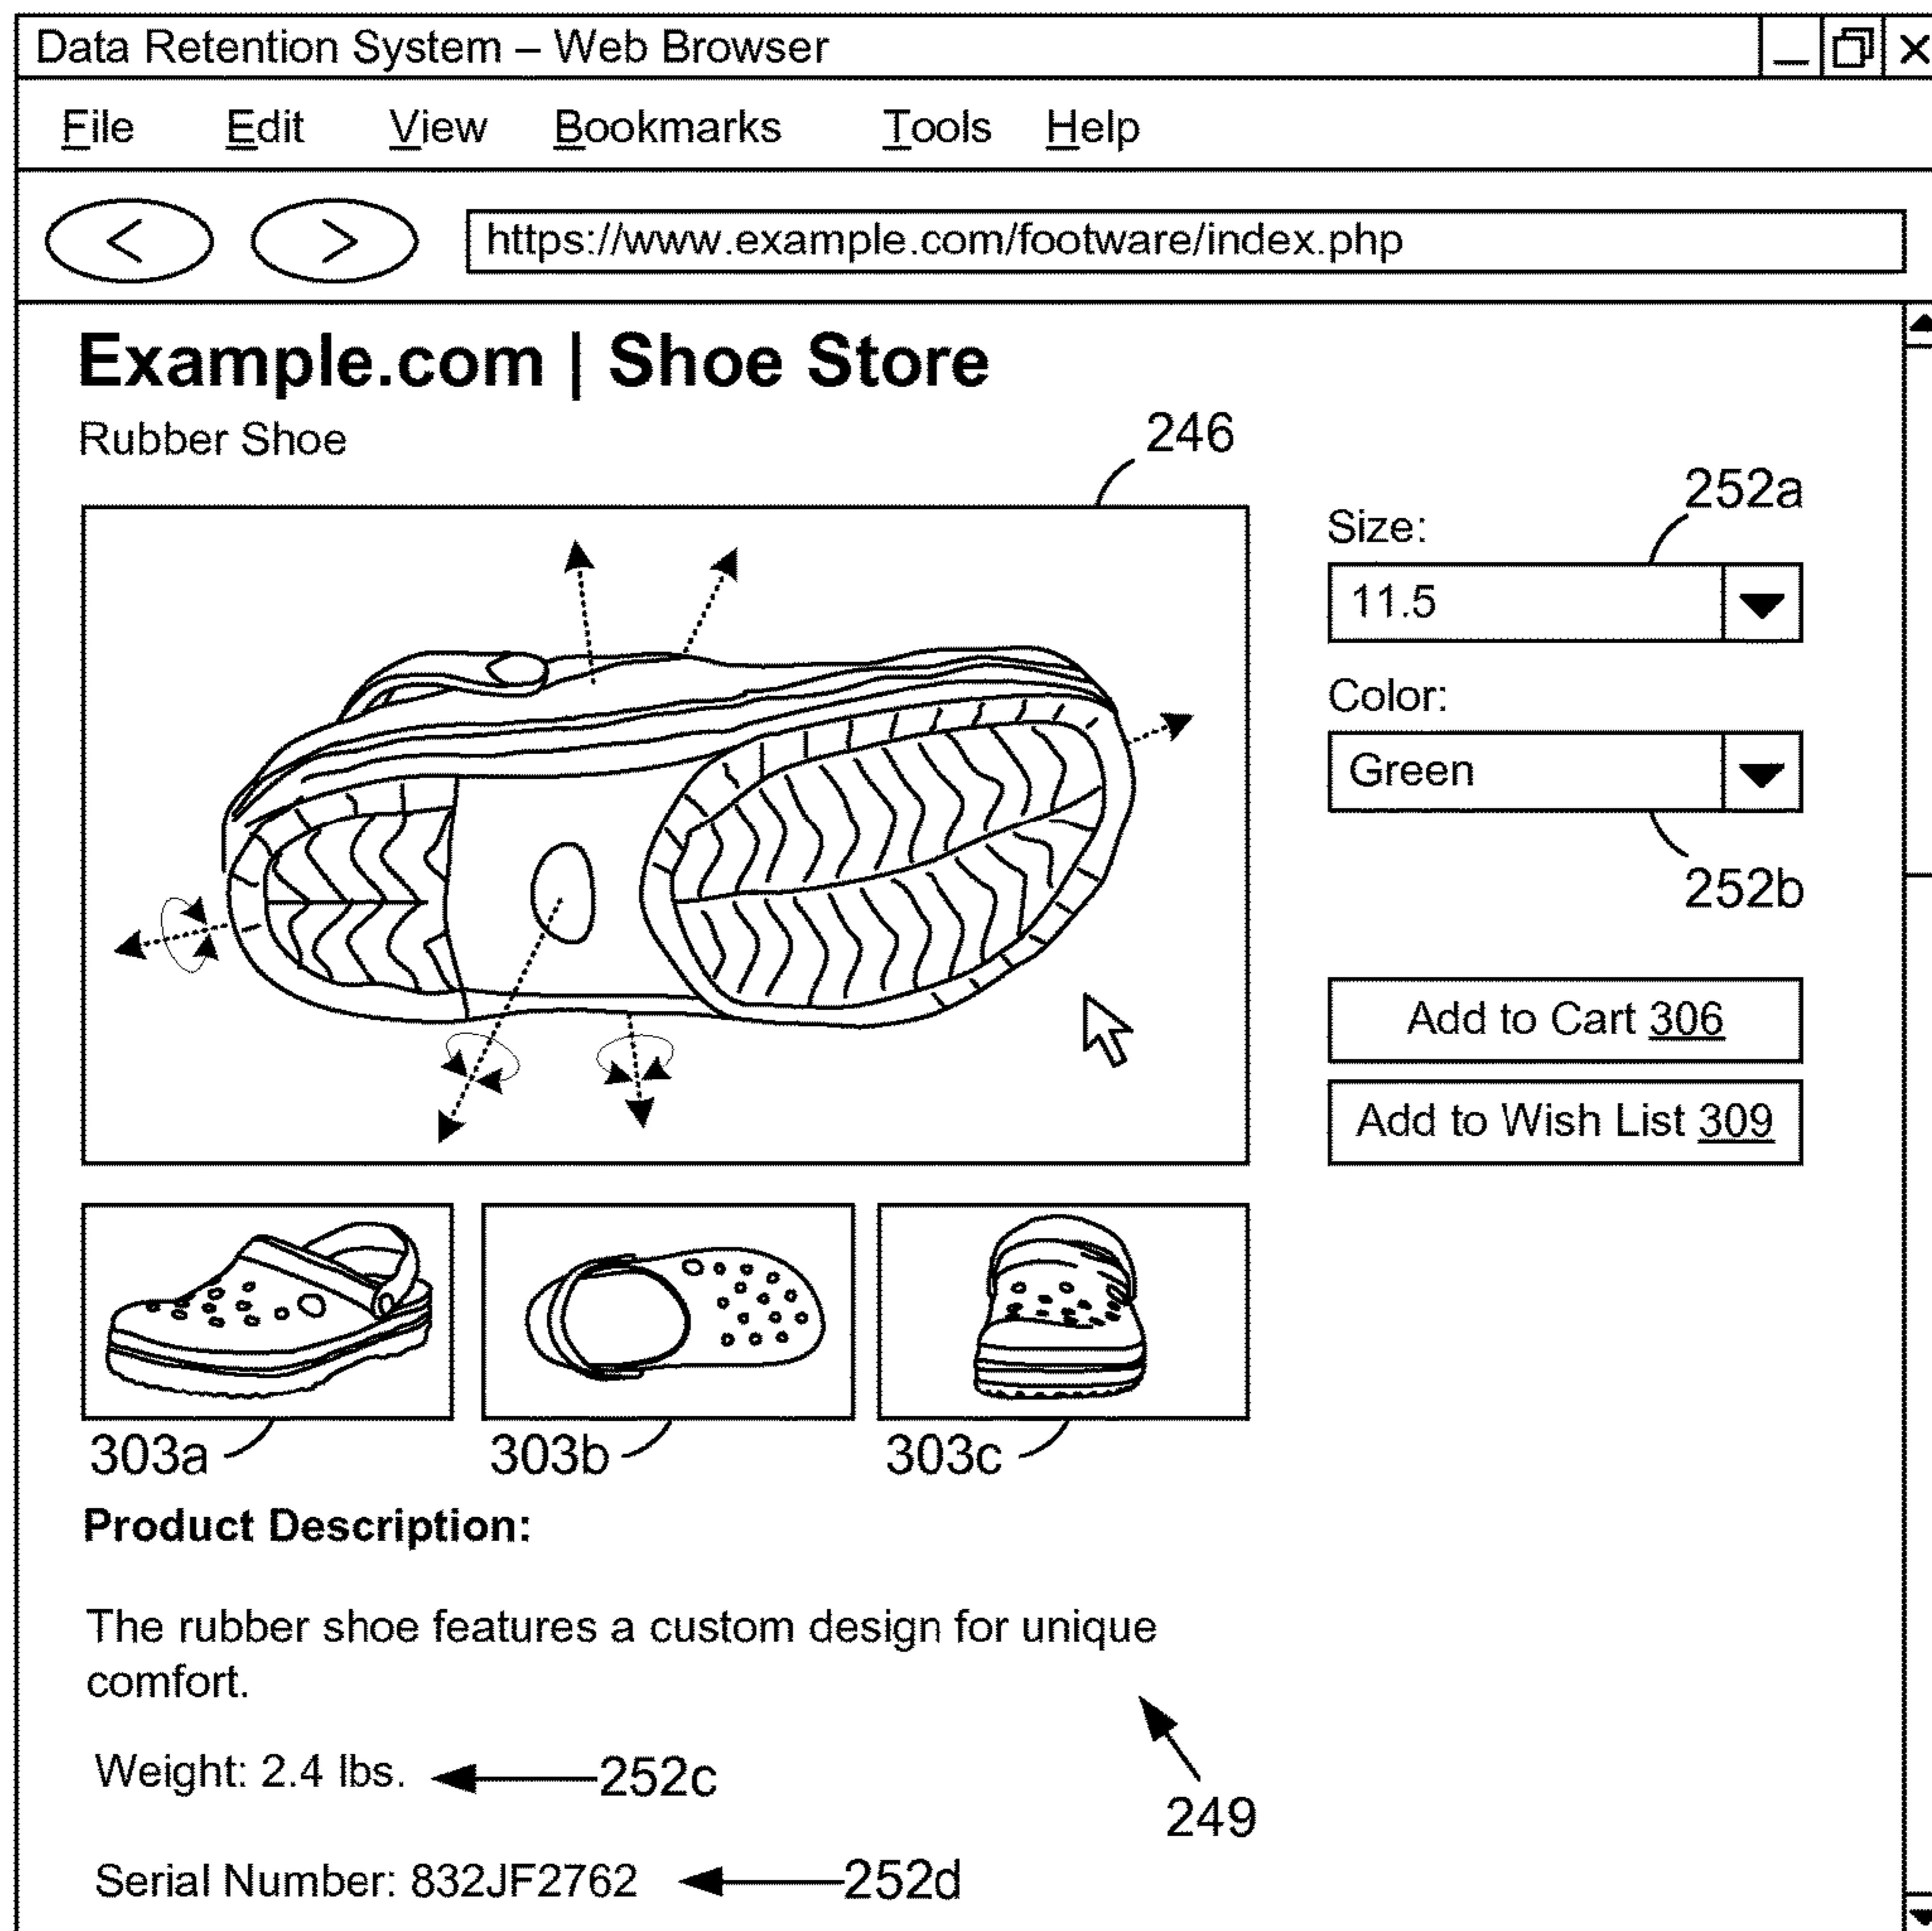 Data Retention System – Web Browser
File Edit View Bookmarks Tools Help
< > https://www.example.com/footware/index.php
Example.com | Shoe Store
Rubber Shoe
246
252a
Size:
11.5
Color:
Green
252b
Add to Cart 306
Add to Wish List 309
303a 303b 303c
Product Description:
The rubber shoe features a custom design for unique
comfort.
Weight: 2.4 lbs. 252c
249
Serial Number: 832JF2762 252d